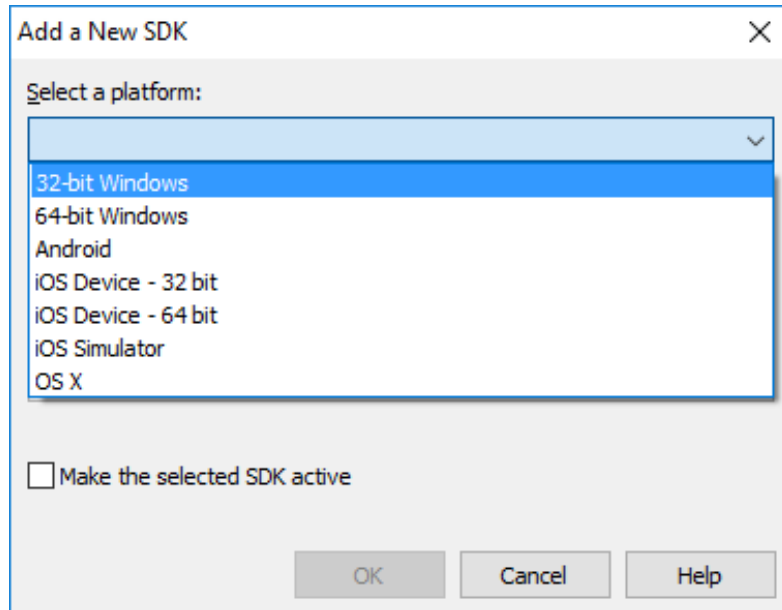 Add a New SDK
Select a platform:
32-bit Windows
64-bit Windows
Android
iOS Device - 32 bit
iOS Device - 64 bit
iOS Simulator
OS X
Make the selected SDK active
OK Cancel Help